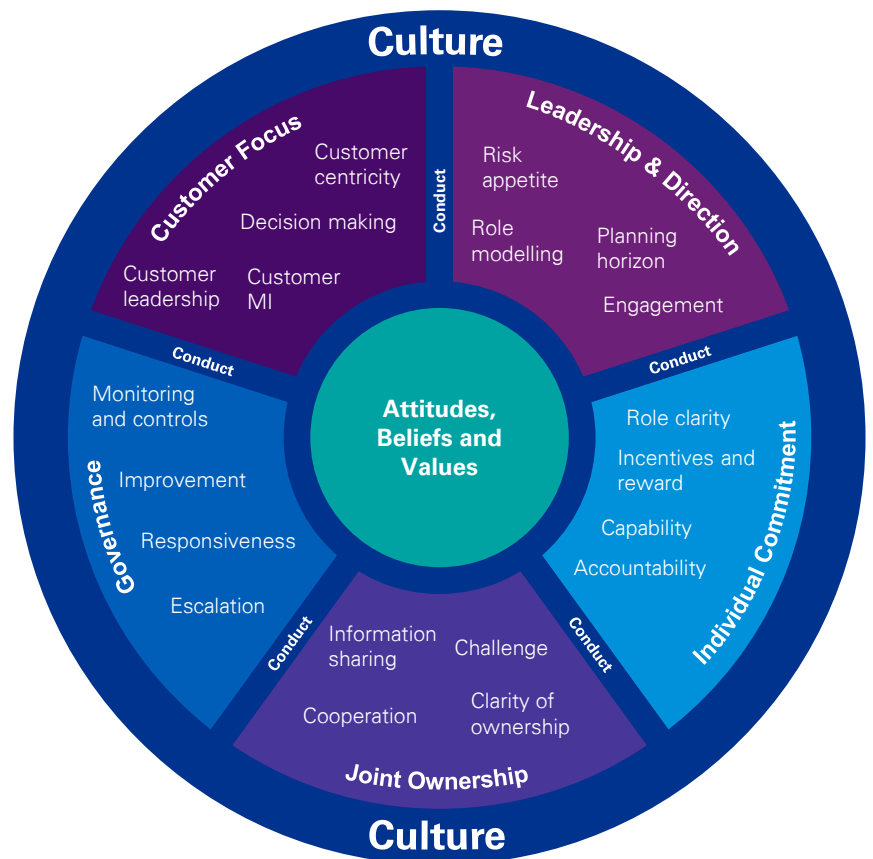 Culture
Customer Focus
Customer
centricity
Decision making
Customer
leadership
Customer
MI
Conduct
Leadership & Direction
Risk
appetite
Role
modelling
Planning
horizon
Engagement
Conduct
Individual Commitment
Role clarity
Incentives and
reward
Capability
Accountability
Conduct
Joint Ownership
Information
sharing
Challenge
Cooperation
Clarity of
ownership
Conduct
Governance
Monitoring
and controls
Improvement
Responsiveness
Escalation
Conduct
Attitudes,
Beliefs and
Values
Culture